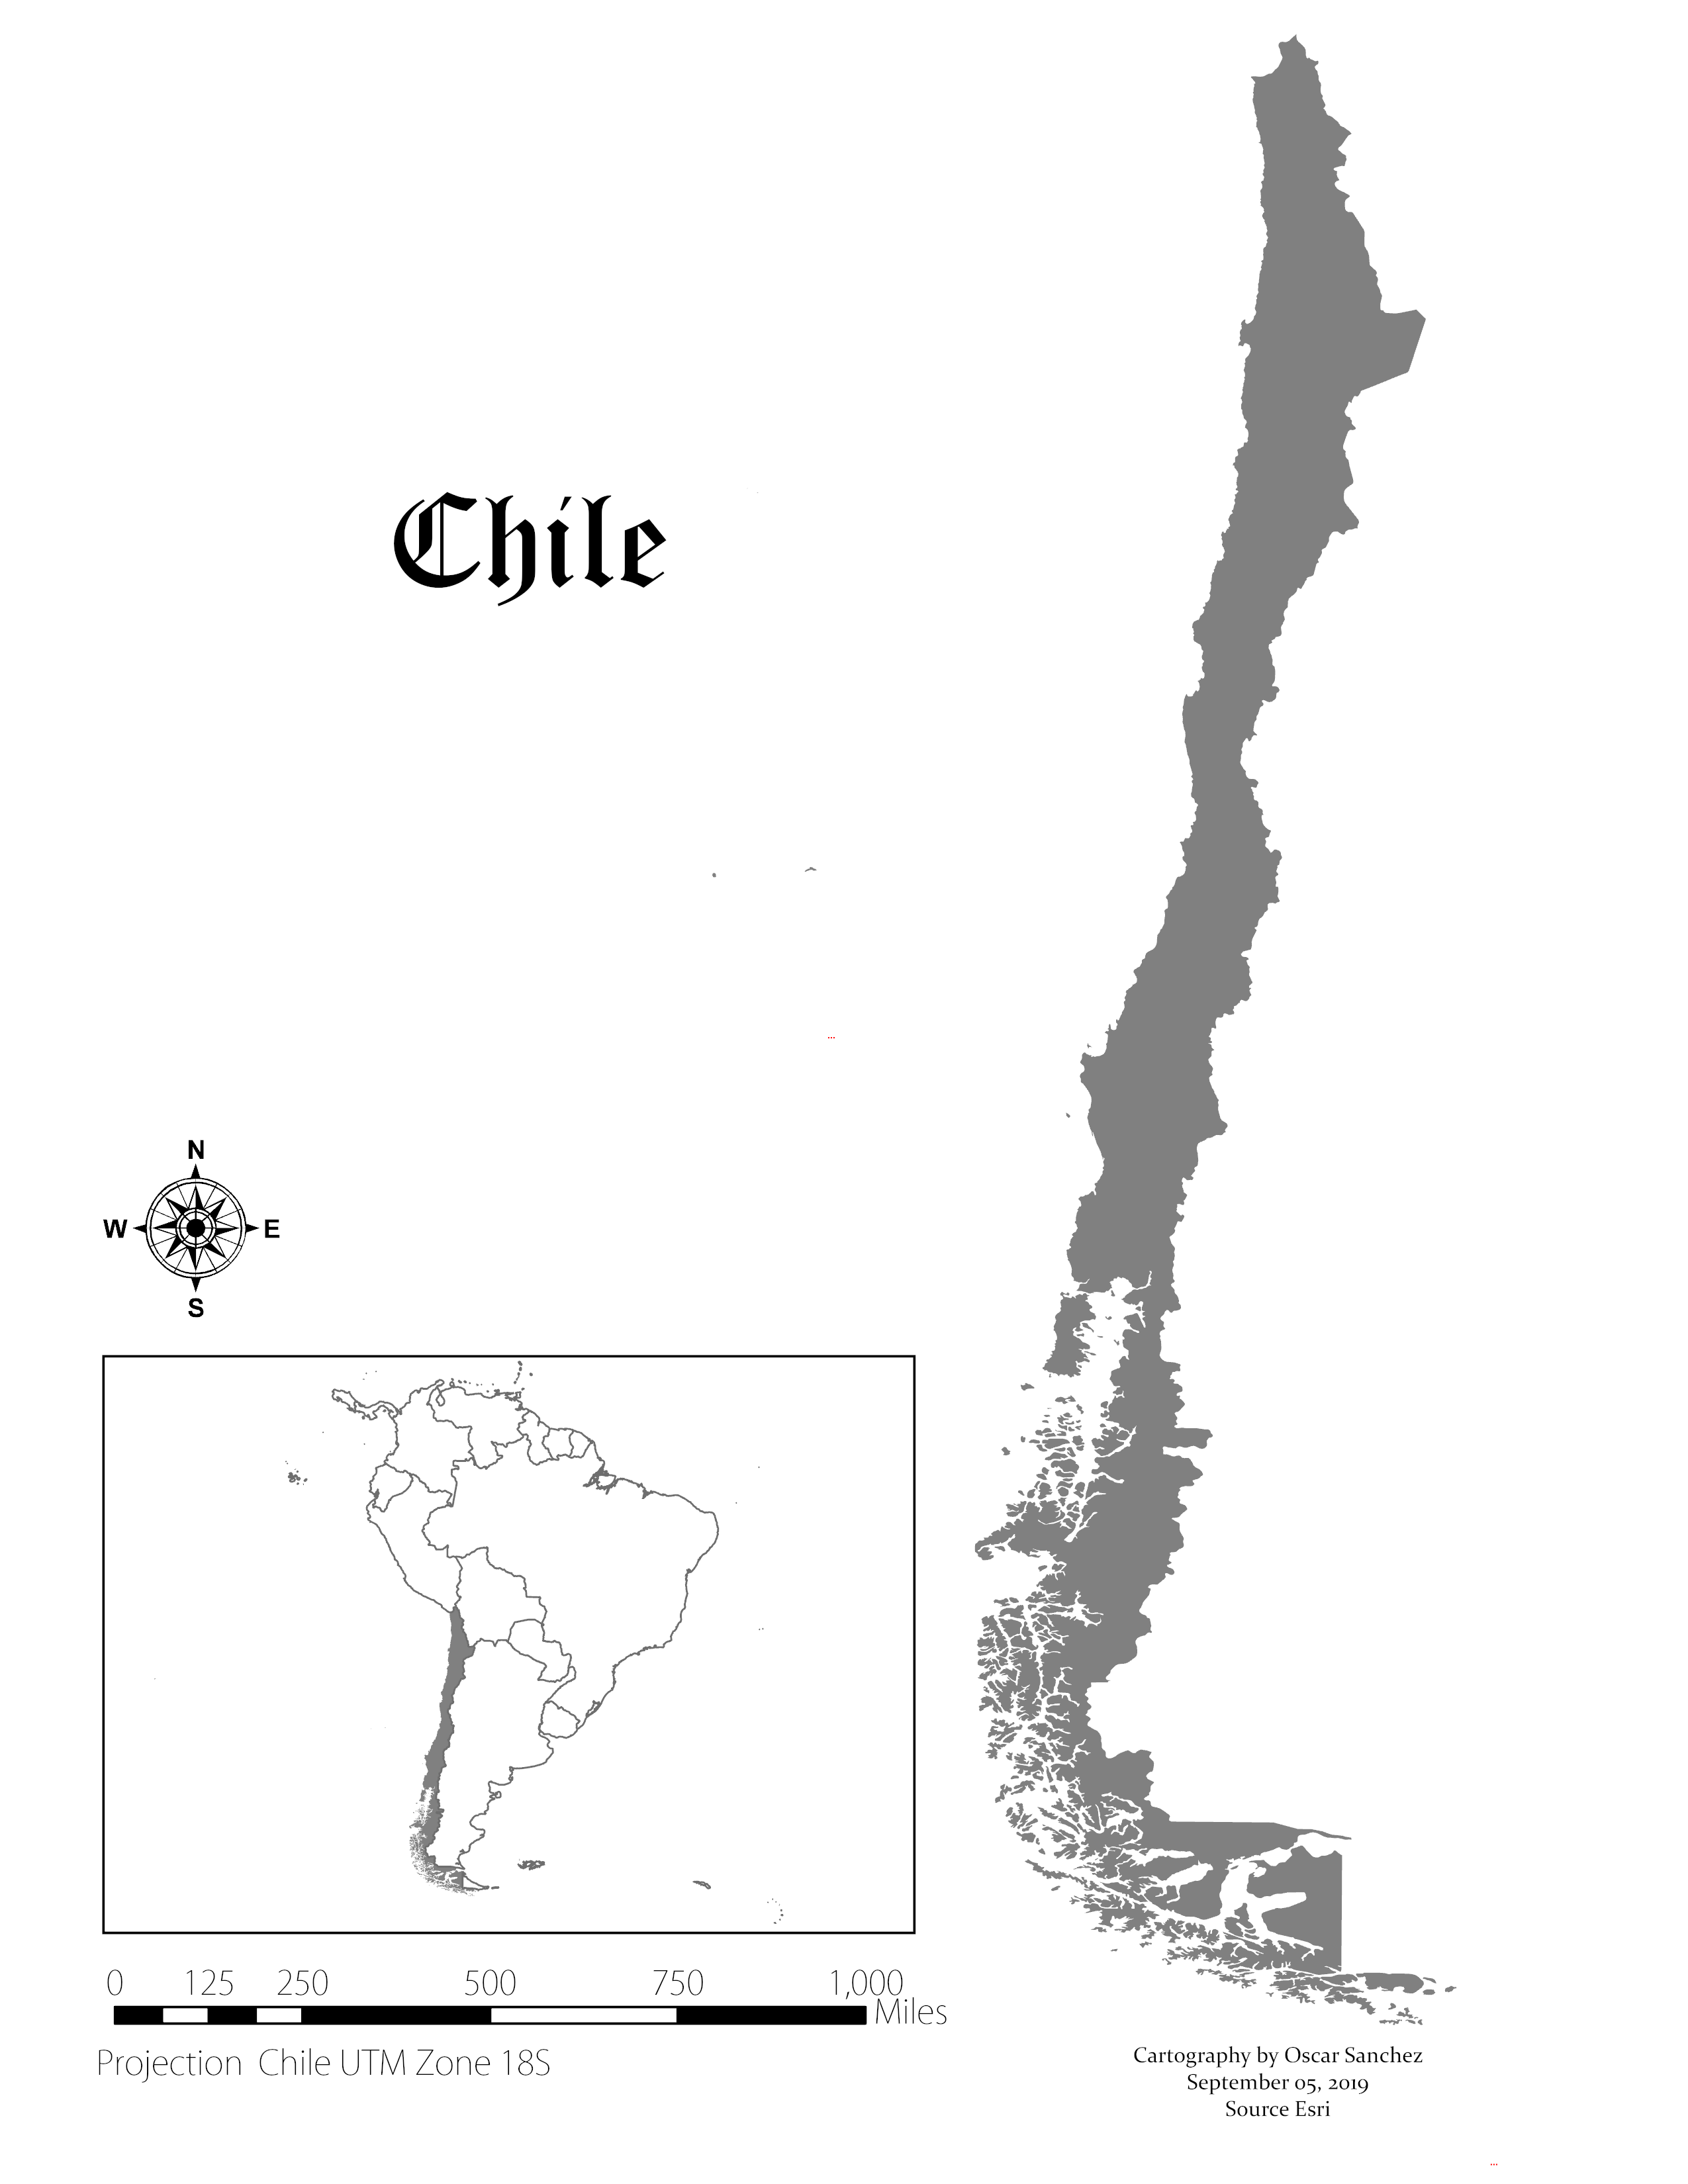 Chile
N
W E
S
0 125 250 500 750 1,000
Miles
Projection Chile UTM Zone 18S
Cartography by Oscar Sanchez
September 05, 2019
Source Esri